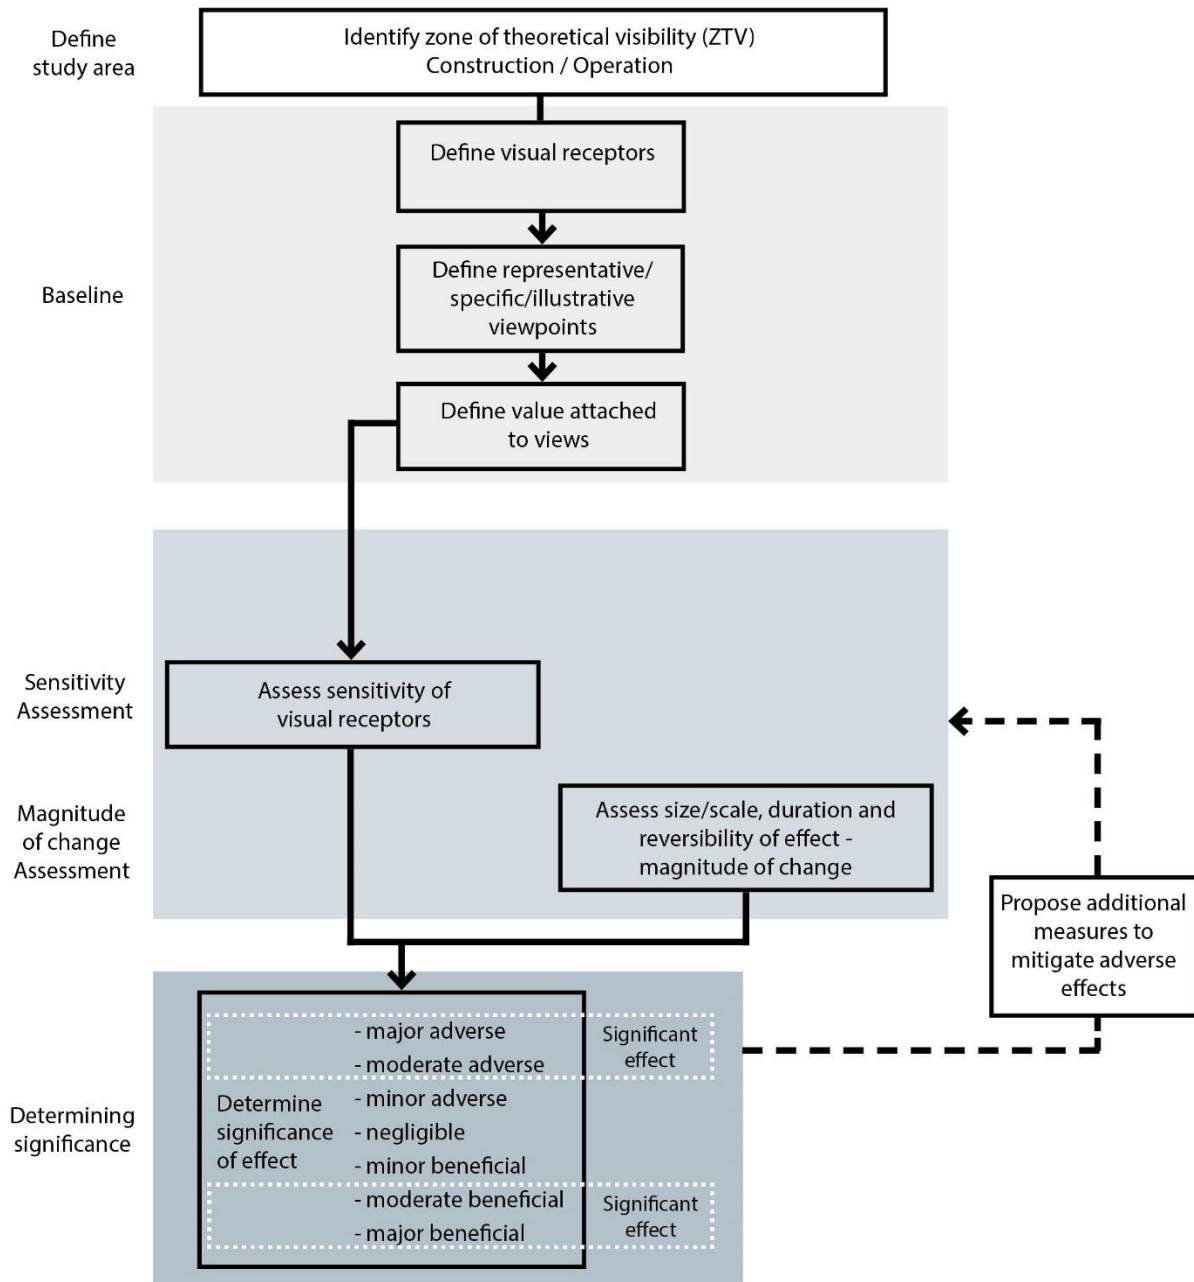 Define
study area
Identify zone of theoretical visibility (ZTV)
Construction / Operation
Define visual receptors
Baseline
Define representative/
specific/illustrative
viewpoints
Define value attached
to views
Sensitivity
Assessment
Assess sensitivity of
visual receptors
Magnitude
of change
Assessment
Assess size/scale, duration and
reversibility of effect -
magnitude of change
Propose additional
measures to
mitigate adverse
effects
Determining
significance
Determine
significance
of effect
- major adverse
- moderate adverse
- minor adverse
- negligible
- minor beneficial
- moderate beneficial
- major beneficial
Significant
effect
Significant
effect